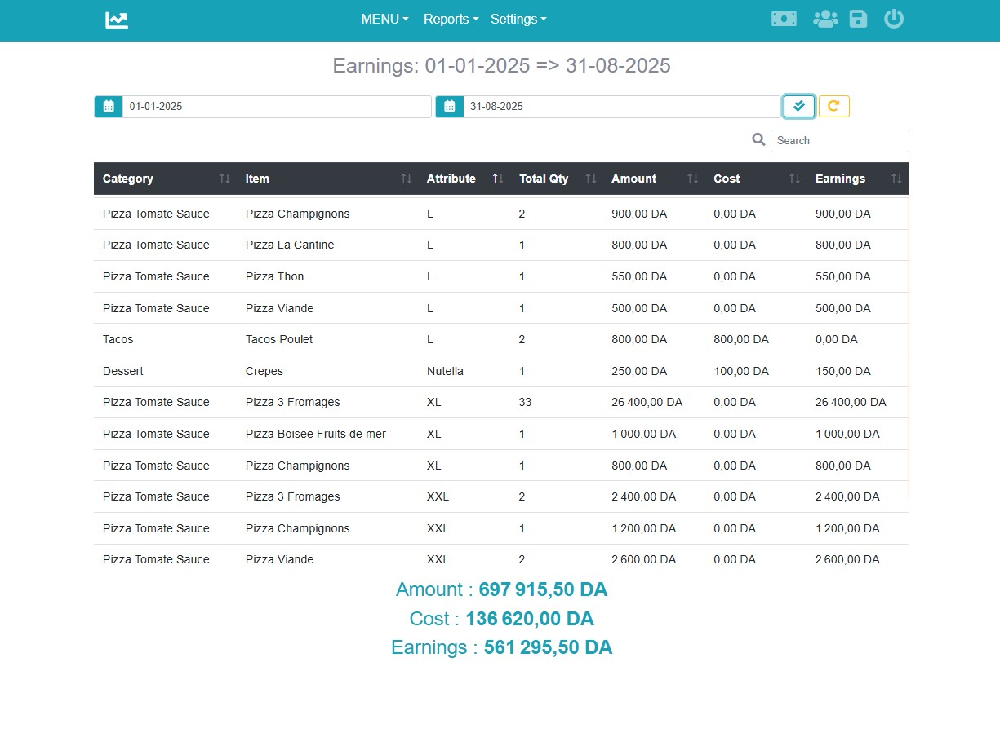 MENU Reports Settings
Earnings: 01-01-2025 => 31-08-2025
01-01-2025 31-08-2025
Search
Category Item Attribute Total Qty Amount Cost Earnings
Pizza Tomate Sauce Pizza Champignons L 2 900,00 DA 0,00 DA 900,00 DA
Pizza Tomate Sauce Pizza La Cantine L 1 800,00 DA 0,00 DA 800,00 DA
Pizza Tomate Sauce Pizza Thon L 1 550,00 DA 0,00 DA 550,00 DA
Pizza Tomate Sauce Pizza Viande L 1 500,00 DA 0,00 DA 500,00 DA
Tacos Tacos Poulet L 2 800,00 DA 800,00 DA 0,00 DA
Dessert Crepes Nutella 1 250,00 DA 100,00 DA 150,00 DA
Pizza Tomate Sauce Pizza 3 Fromages XL 33 26 400,00 DA 0,00 DA 26 400,00 DA
Pizza Tomate Sauce Pizza Boisee Fruits de mer XL 1 1 000,00 DA 0,00 DA 1 000,00 DA
Pizza Tomate Sauce Pizza Champignons XL 1 800,00 DA 0,00 DA 800,00 DA
Pizza Tomate Sauce Pizza 3 Fromages XXL 2 2 400,00 DA 0,00 DA 2 400,00 DA
Pizza Tomate Sauce Pizza Champignons XXL 1 1 200,00 DA 0,00 DA 1 200,00 DA
Pizza Tomate Sauce Pizza Viande XXL 2 2 600,00 DA 0,00 DA 2 600,00 DA
Amount : 697 915,50 DA
Cost : 136 620,00 DA
Earnings : 561 295,50 DA